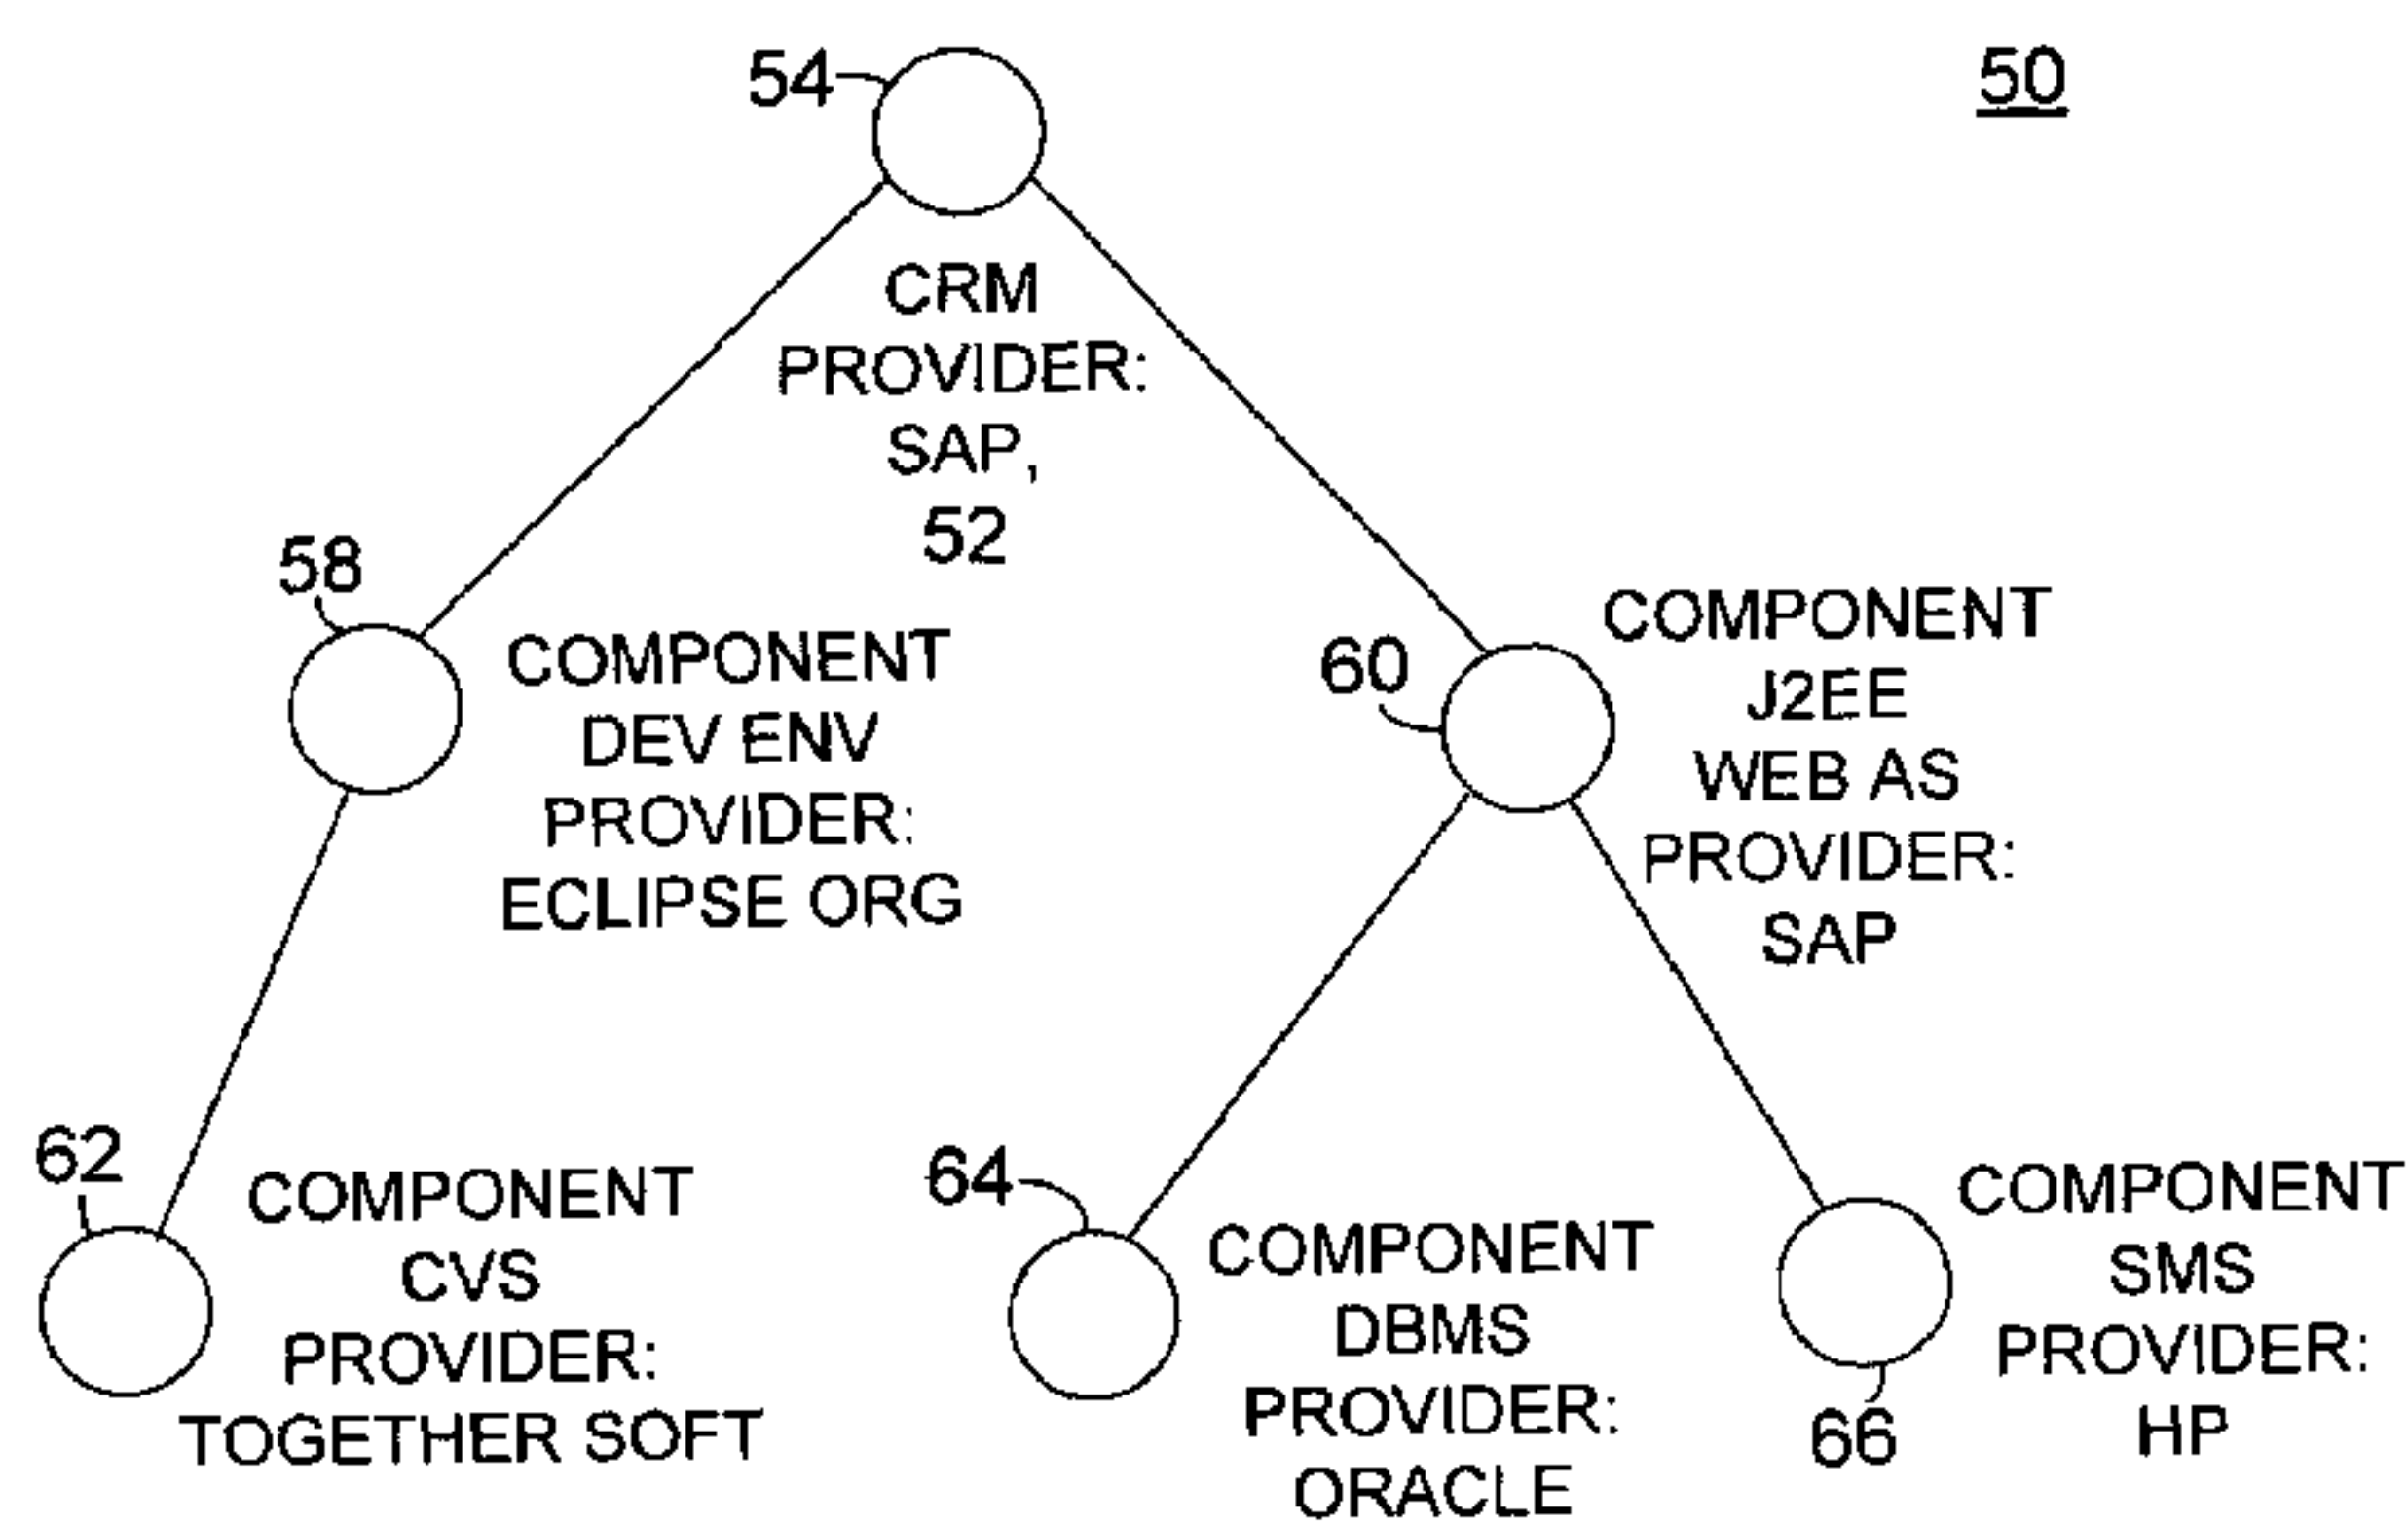 54
50
CRM
PROVIDER:
SAP,
52
58
COMPONENT
DEV ENV
PROVIDER:
ECLIPSE ORG
60
COMPONENT
J2EE
WEB AS
PROVIDER:
SAP
62
COMPONENT
CVS
PROVIDER:
TOGETHER SOFT
64
COMPONENT
DBMS
PROVIDER:
ORACLE
COMPONENT
SMS
PROVIDER:
HP
66